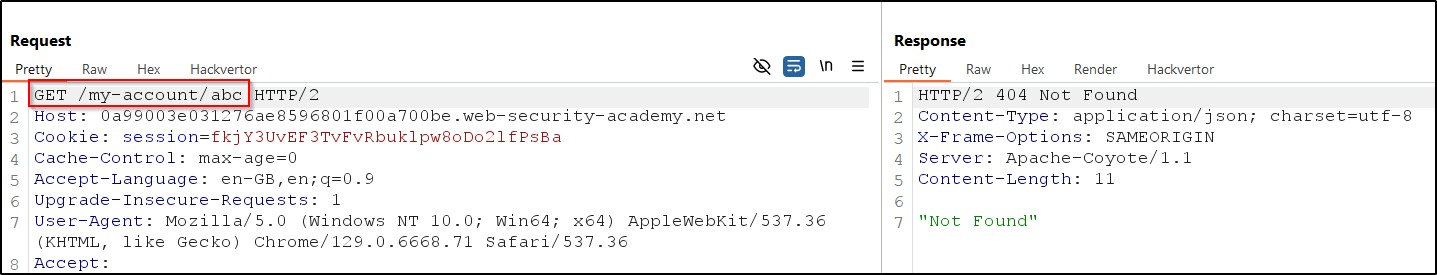 Request
Pretty Raw Hex Hackvertor
\n
1 GET /my-account/abc HTTP/2
2 Host: 0a99003e031276ae8596801f00a700be.web-security-academy.net
3 Cookie: session=fkjY3UvEF3TvFvRbuklpw8oDo2lfPsBa
4 Cache-Control: max-age=0
5 Accept-Language: en-GB,en;q=0.9
6 Upgrade-Insecure-Requests: 1
7 User-Agent: Mozilla/5.0 (Windows NT 10.0; Win64; x64) AppleWebKit/537.36
(KHTML, like Gecko) Chrome/129.0.6668.71 Safari/537.36
8 Accept:
Response
Pretty Raw Hex Render Hackvertor
1 HTTP/2 404 Not Found
2 Content-Type: application/json; charset=utf-8
3 X-Frame-Options: SAMEORIGIN
4 Server: Apache-Coyote/1.1
5 Content-Length: 11
6
7 "Not Found"